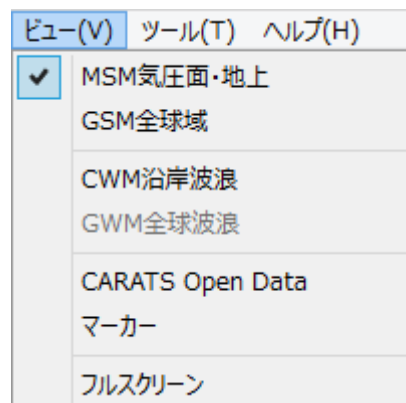 ビュー(V) ツール(T) ヘルプ(H)
MSM気圧面・地上
GSM全球域
CWM沿岸波浪
GWM全球波浪
CARATS Open Data
マーカー
フルスクリーン